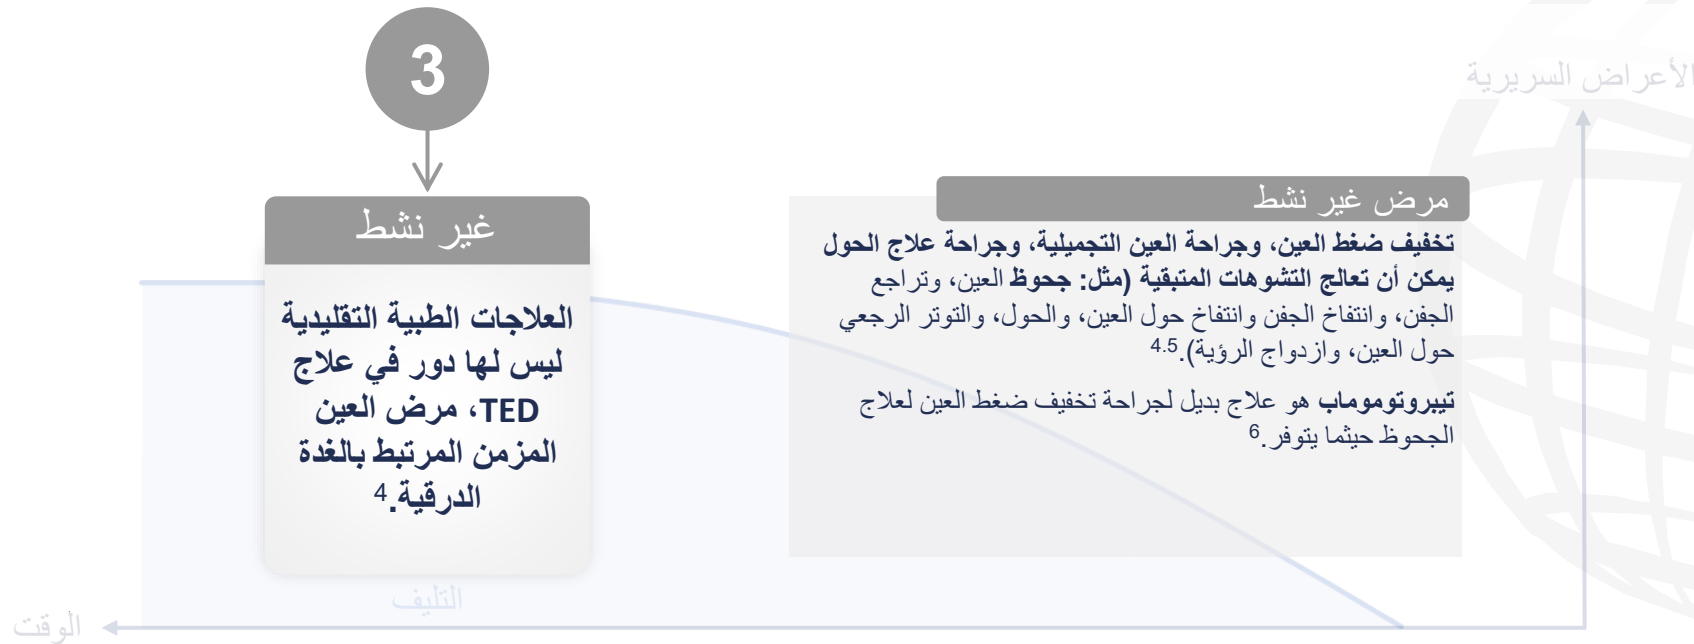 الأعراض السريرية
مرض غير نشط
تخفيف ضغط العين، وجراحة العين التجميلية، وجراحة علاج الحول
يمكن أن تعالج التشوهات المتبقية (مثل: جحوظ العين، وتراجع
الجفن، وانتفاخ الجفن وانتفاخ حول العين، والحول، والتوتر الرجعي
حول العين، وازدواج الرؤية).4.5
تيبروتوموماب هو علاج بديل لجراحة تخفيف ضغط العين لعلاج
الجحوظ حيثما يتوفر.6
3
غير نشط
العلاجات الطبية التقليدية
ليس لها دور في علاج
TED، مرض العين
المزمن المرتبط بالغدة
الدرقية.4
التليف
الوقت